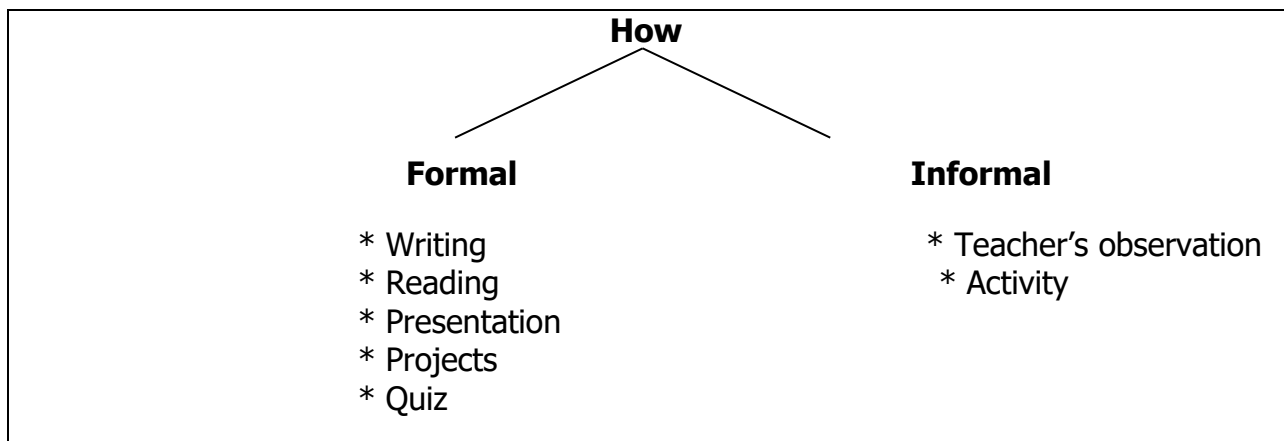 How
Formal
Informal
* Writing
* Reading
* Presentation
* Projects
* Quiz
* Teacher’s observation
* Activity